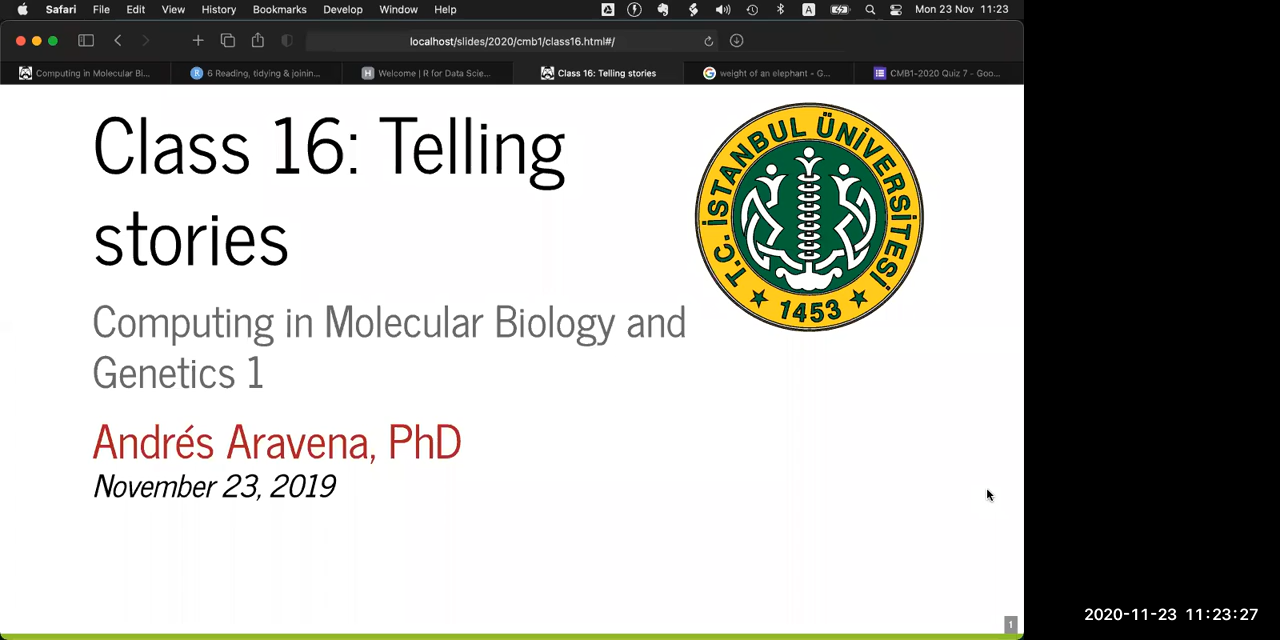 Safari File Edit View History Bookmarks Develop Window Help A Mon 23 Nov 11:23
localhost/slides/2020/cmb1/class16.html#/
Computing in Molecular Bi... R 6 Reading, tidying & joinin... H Welcome | R for Data Scie... Class 16: Telling stories G weight of an elephant - G... CMB1-2020 Quiz 7 - Goo...
Class 16: Telling
stories
T.C. İSTANBUL ÜNİVERSİTESİ
1453
Computing in Molecular Biology and
Genetics 1
Andrés Aravena, PhD
November 23, 2019
2020-11-23 11:23:27
1